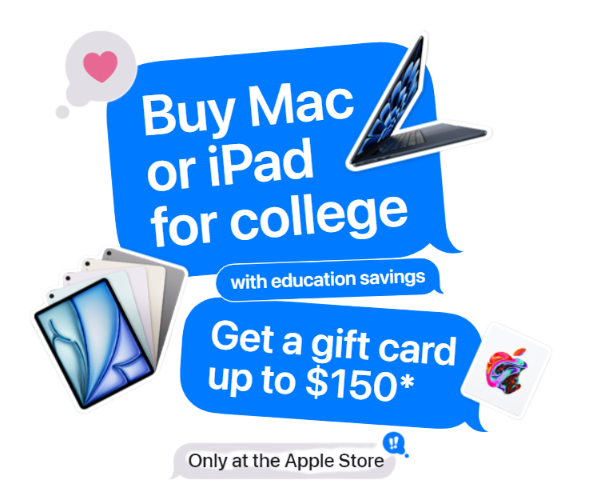 Buy Mac
or iPad
for college
with education savings
Get a gift card
up to $150*
Only at the Apple Store
!!